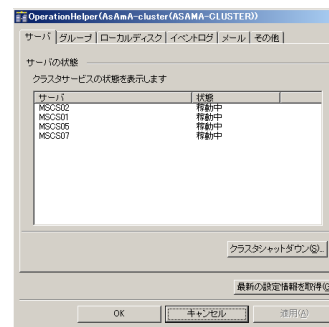 OperationHelper(AsAmA-cluster(ASAMA-CLUSTER))
サーバ グループ ローカルディスク イベントログ メール その他
サーバの状態
クラスタサービスの状態を表示します
サーバ 状態
MSCS02 稼動中
MSCS01 稼動中
MSCS05 稼動中
MSCS07 稼動中
クラスタシャットダウン(S)...
最新の設定情報を取得(G
OK キャンセル 適用(A)